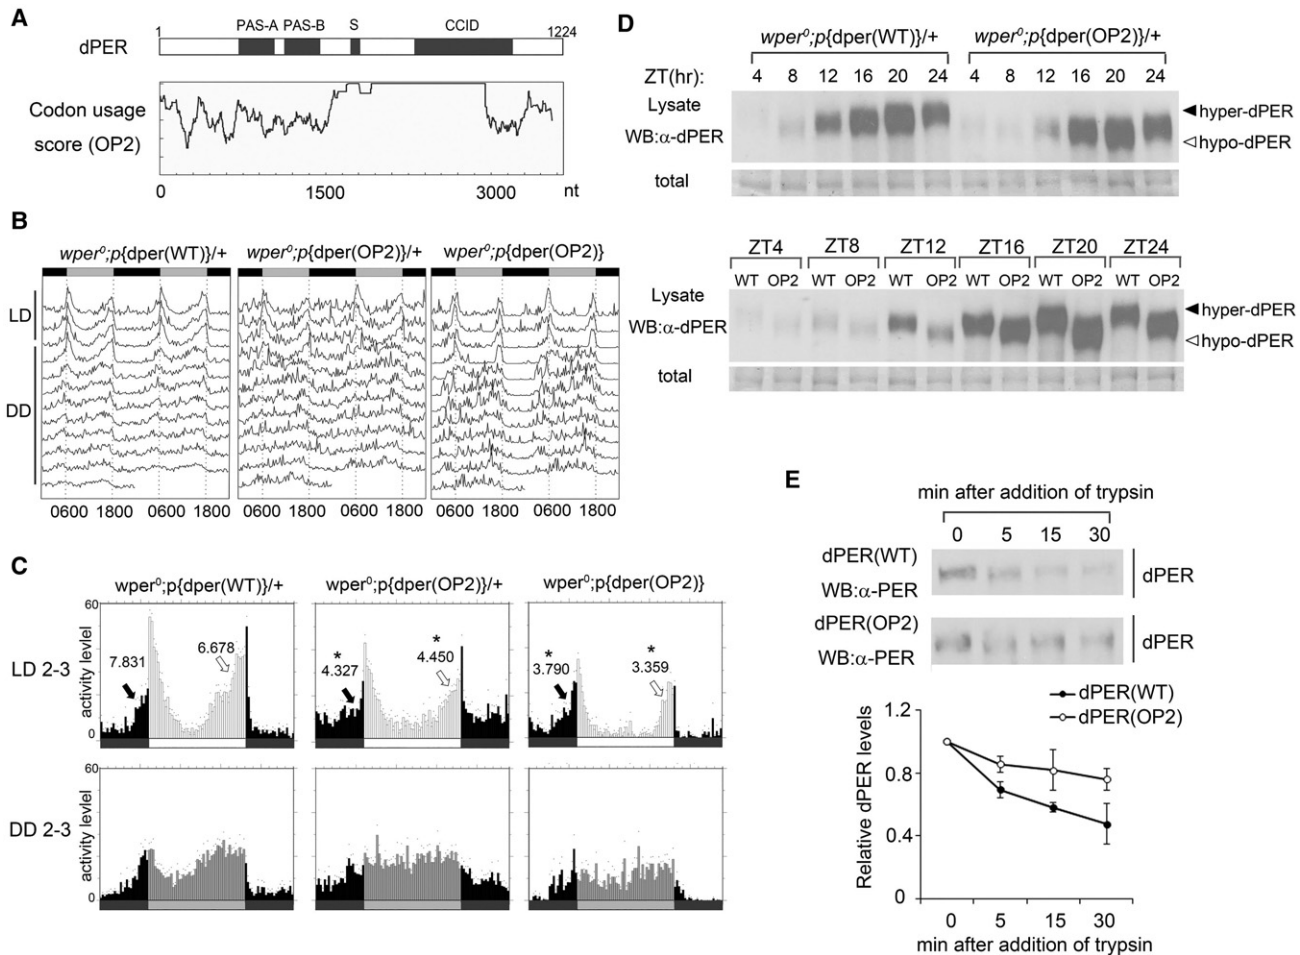 A
1
PAS-A
PAS-B
S
CCID
1224
dPER
Codon usage
score (OP2)
0
1500
3000
nt
B
wper⁰;p{dper(WT)}/+
wper⁰;p{dper(OP2)}/+
wper⁰;p{dper(OP2)}
LD
DD
0600 1800 0600 1800
0600 1800 0600 1800
0600 1800 0600 1800
C
wper⁰;p{dper(WT)}/+
wper⁰;p{dper(OP2)}/+
wper⁰;p{dper(OP2)}
LD 2-3
activity levlel
60
0
7.831
6.678
*
4.327
*
4.450
*
3.790
*
3.359
DD 2-3
activity levlel
60
0
D
wper⁰;p{dper(WT)}/+
wper⁰;p{dper(OP2)}/+
ZT(hr):
4 8 12 16 20 24 4 8 12 16 20 24
Lysate
WB:α-dPER
hyper-dPER
hypo-dPER
total
ZT4 ZT8 ZT12 ZT16 ZT20 ZT24
WT OP2 WT OP2 WT OP2 WT OP2 WT OP2 WT OP2
Lysate
WB:α-dPER
hyper-dPER
hypo-dPER
total
E
min after addition of trypsin
0 5 15 30
dPER(WT)
WB:α-PER
dPER
dPER(OP2)
WB:α-PER
dPER
dPER(WT)
dPER(OP2)
Relative dPER levels
1.2
0.8
0.4
0
0 5 15 30
min after addition of trypsin